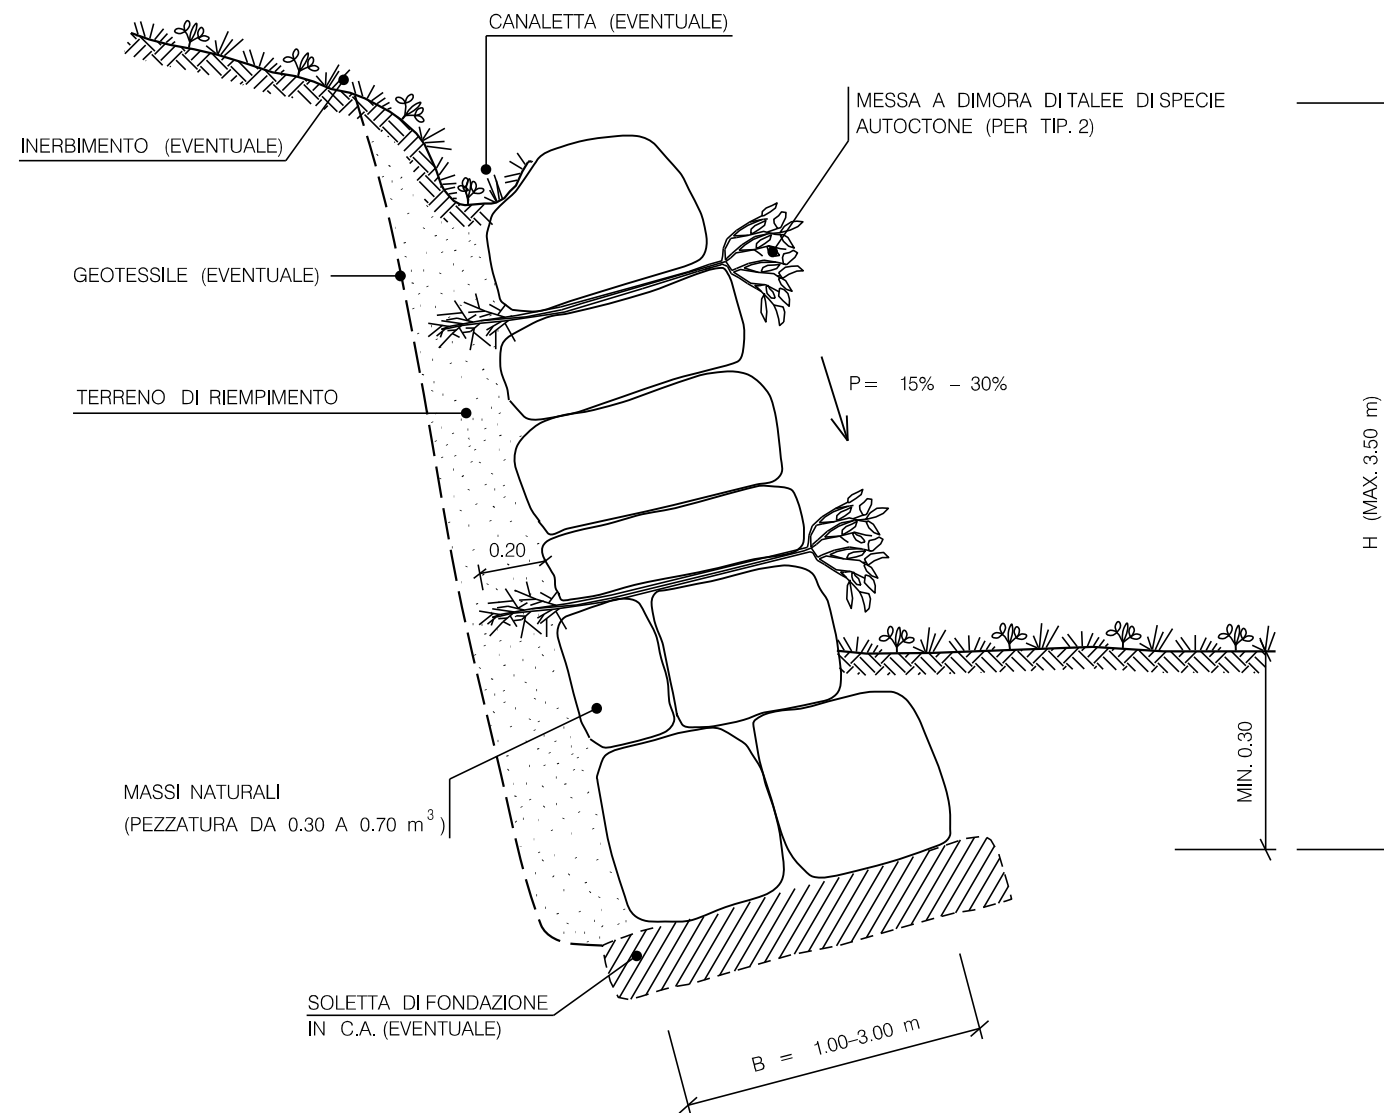 CANALETTA (EVENTUALE)
MESSA A DIMORA DI TALEE DI SPECIE
AUTOCTONE (PER TIP. 2)
INERBIMENTO (EVENTUALE)
GEOTESSILE (EVENTUALE)
P = 15% - 30%
TERRENO DI RIEMPIMENTO
H (MAX. 3.50 m)
0.20
MIN. 0.30
MASSI NATURALI
(PEZZATURA DA 0.30 A 0.70 m³)
SOLETTA DI FONDAZIONE
IN C.A. (EVENTUALE)
B = 1.00-3.00 m